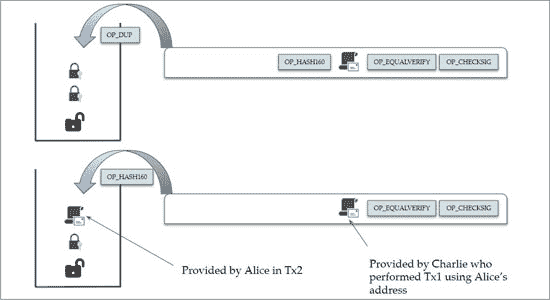 OP_DUP
OP_HASH160 OP_EQUALVERIFY OP_CHECKSIG
OP_HASH160
OP_EQUALVERIFY OP_CHECKSIG
Provided by Alice in Tx2
Provided by Charlie who
performed Tx1 using Alice's
address